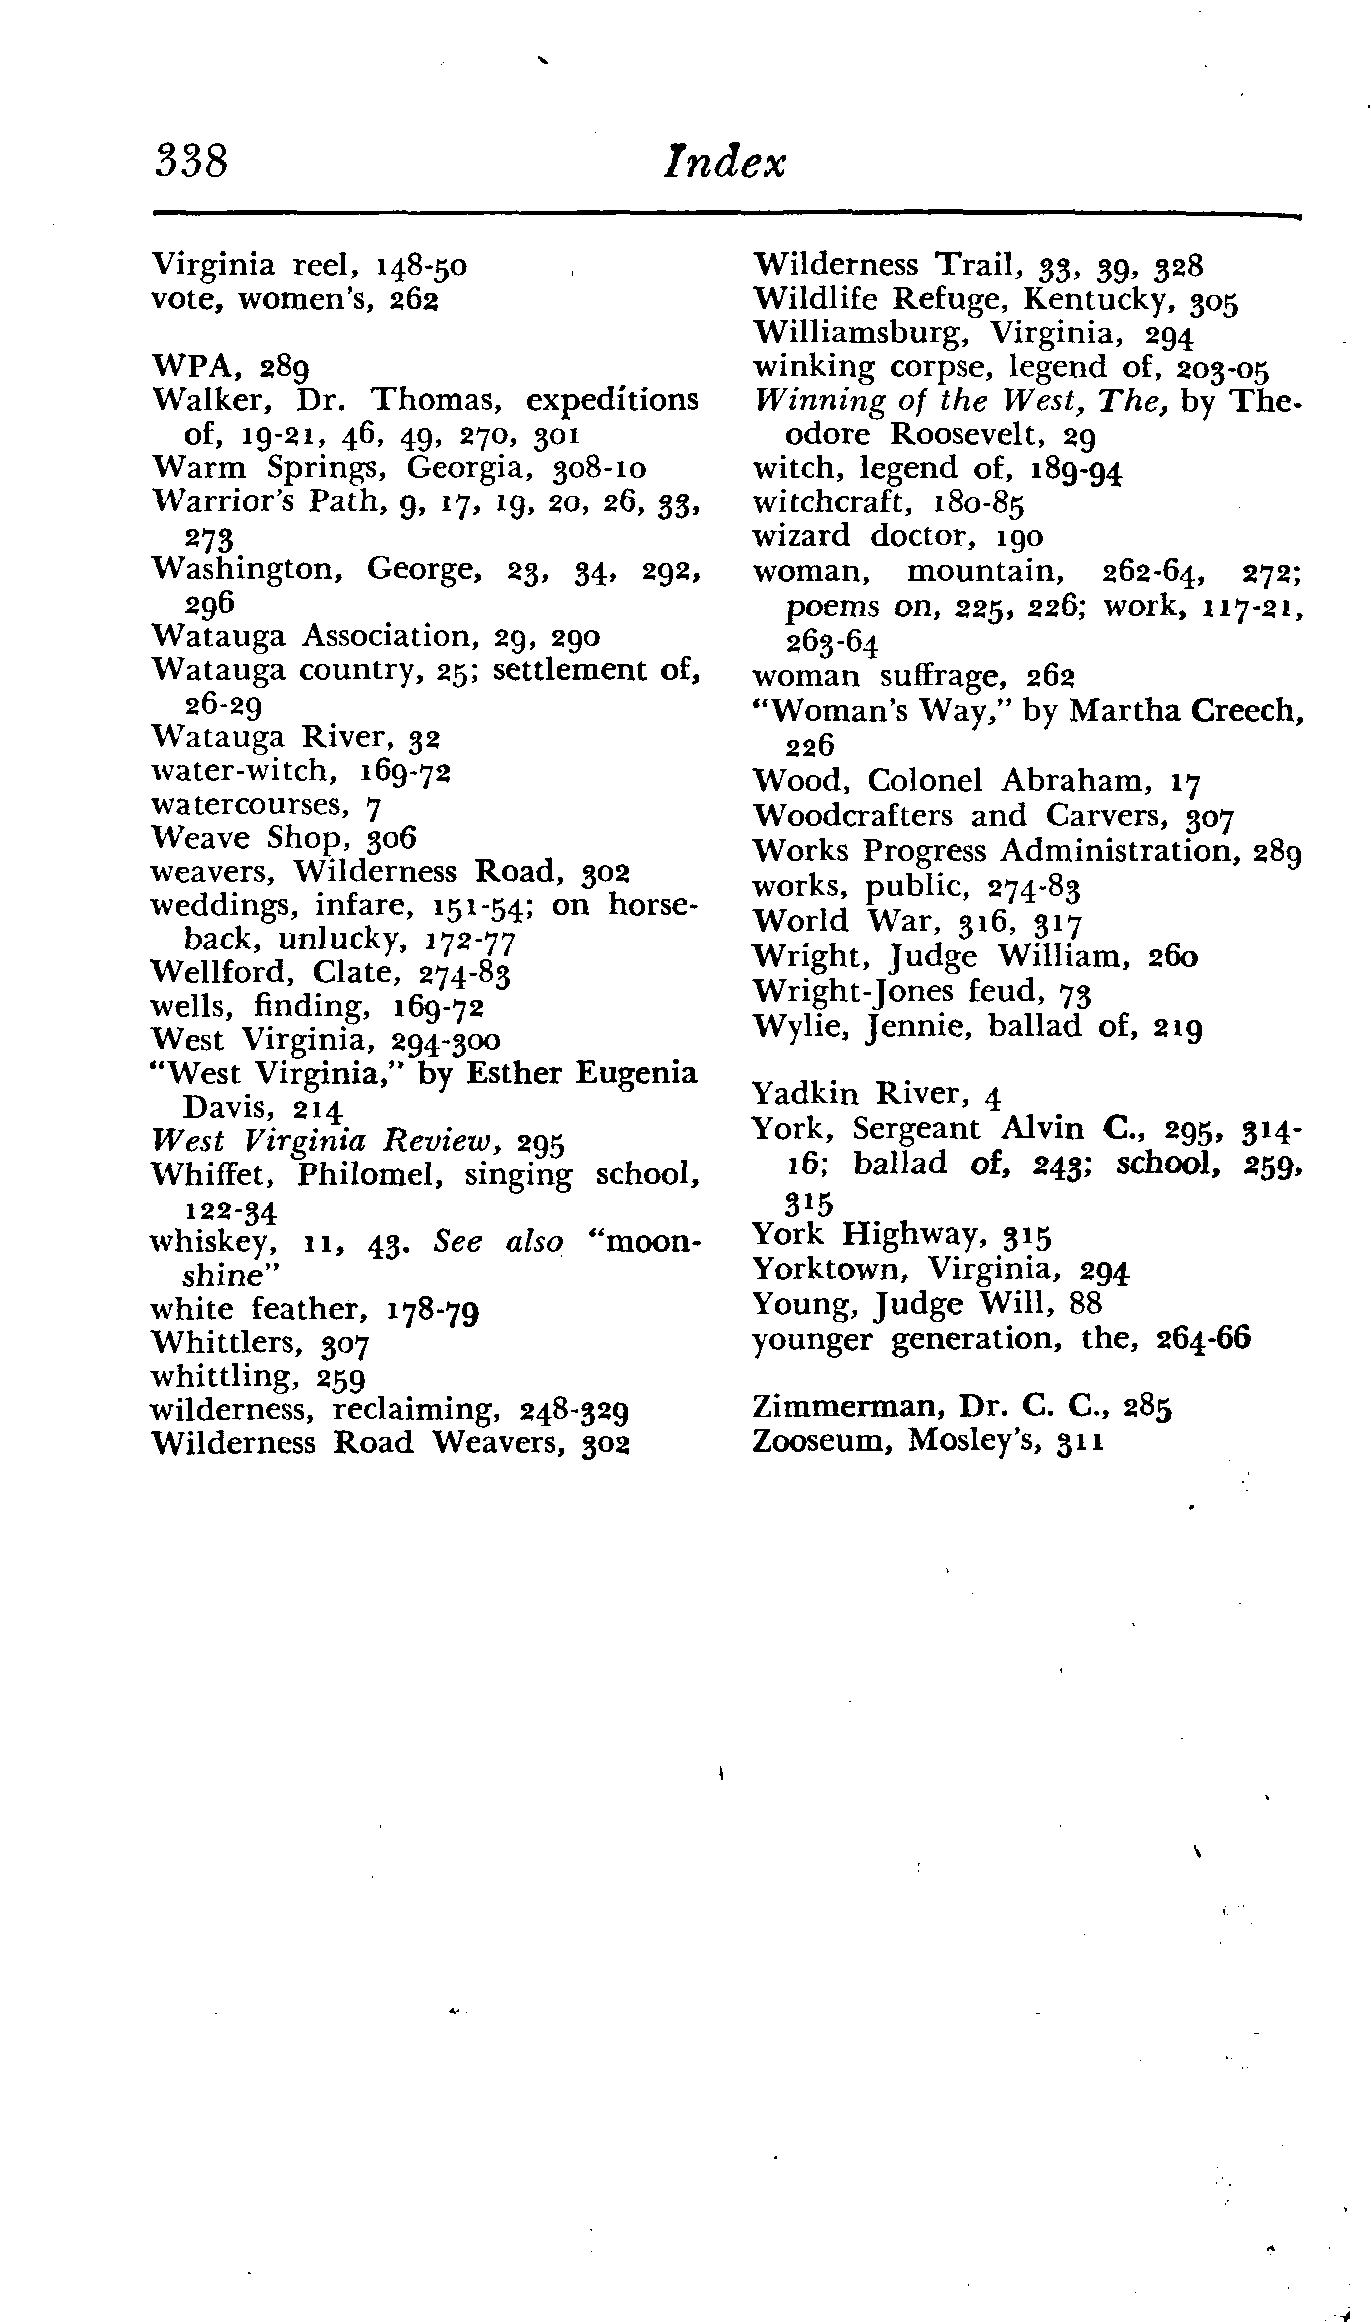 338
Index
Virginia reel, 148-50
vote, women's, 262
WPA, 289
Walker, Dr. Thomas, expeditions
of, 19-21, 46, 49, 270, 301
Warm Springs, Georgia, 308-10
Warrior's Path, 9, 17, 19, 20, 26, 33,
273
Washington, George, 23, 34, 292,
296
Watauga Association, 29, 290
Watauga country, 25; settlement of,
26-29
Watauga River, 32
water-witch, 169-72
watercourses, 7
Weave Shop, 306
weavers, Wilderness Road, 302
weddings, infare, 151-54; on horse-
back, unlucky, 172-77
Wellford, Clate, 274-83
wells, finding, 169-72
West Virginia, 294-300
"West Virginia," by Esther Eugenia
Davis, 214
West Virginia Review, 295
Whiffet, Philomel, singing school,
122-34
whiskey, 11, 43. See also "moon-
shine"
white feather, 178-79
Whittlers, 307
whittling, 259
wilderness, reclaiming, 248-329
Wilderness Road Weavers, 302
Wilderness Trail, 33, 39, 328
Wildlife Refuge, Kentucky, 305
Williamsburg, Virginia, 294
winking corpse, legend of, 203-05
Winning of the West, The, by The-
odore Roosevelt, 29
witch, legend of, 189-94
witchcraft, 180-85
wizard doctor, 190
woman, mountain, 262-64, 272;
poems on, 225, 226; work, 117-21,
263-64
woman suffrage, 262
"Woman's Way," by Martha Creech,
226
Wood, Colonel Abraham, 17
Woodcrafters and Carvers, 307
Works Progress Administration, 289
works, public, 274-83
World War, 316, 317
Wright, Judge William, 260
Wright-Jones feud, 73
Wylie, Jennie, ballad of, 219
Yadkin River, 4
York, Sergeant Alvin C., 295, 314-
16; ballad of, 243; school, 259,
315
York Highway, 315
Yorktown, Virginia, 294
Young, Judge Will, 88
younger generation, the, 264-66
Zimmerman, Dr. C. C., 285
Zooseum, Mosley's, 311